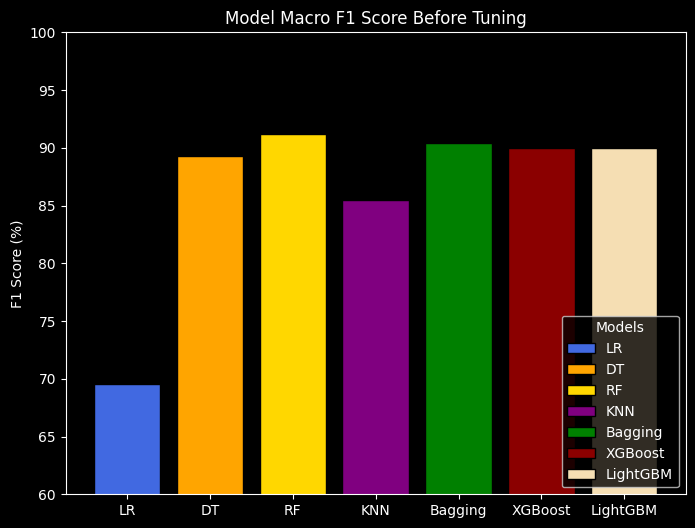 Model Macro F1 Score Before Tuning
F1 Score (%)
100
95
90
85
80
75
70
65
60
Models
LR
DT
RF
KNN
Bagging
XGBoost
LightGBM
LR DT RF KNN Bagging XGBoost LightGBM